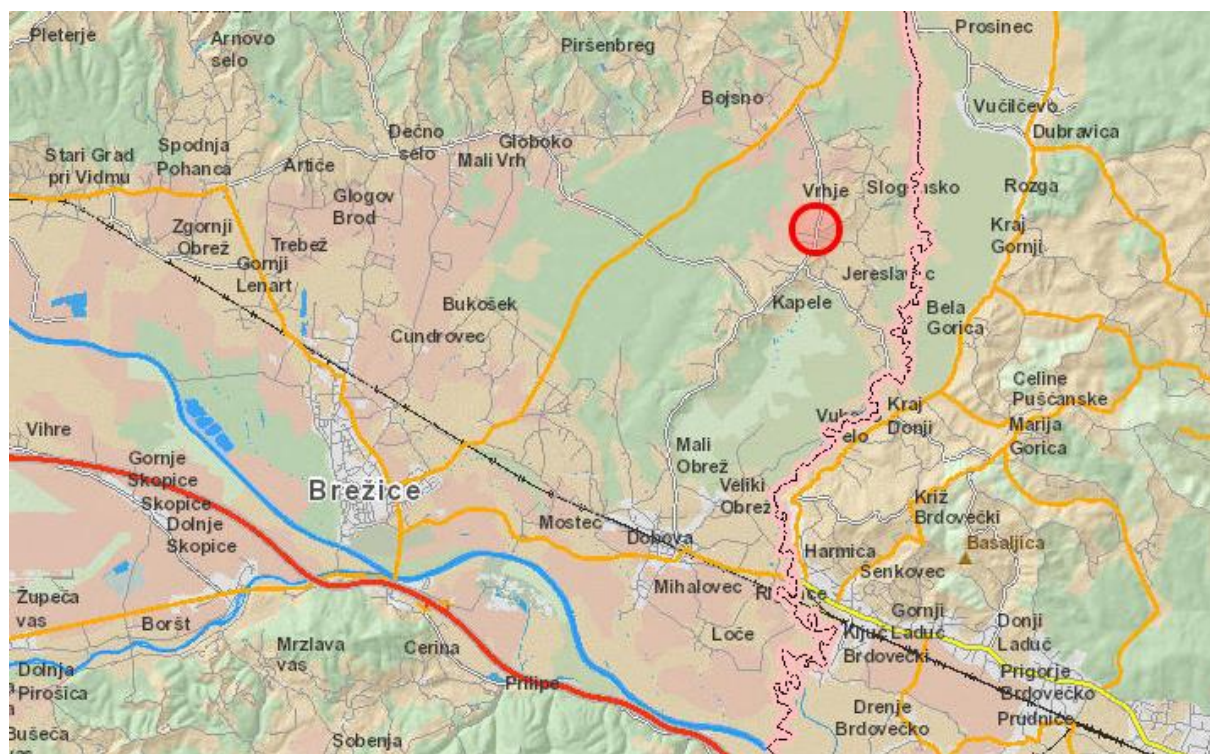 Pleterje
Arnovo
selo
Piršenbreg
Prosinec
Bojsno
Vučilčevo
Dubravica
Dečno
selo
Globoko
Mali Vrh
Spodnja
Pohanca
Stari Grad
pri Vidmu
Artiče
Glogov
Brod
Vrhje
Rozga
Zgornji
Obrež
Trebež
Gornji
Lenart
Kraj
Gornji
Jereslavec
Kapele
Bukošek
Cundrovec
Bela
Gorica
Celine
Pušćanske
Marija
Gorica
Kraj
Donji
Vihre
Gornje
Skopice
Skopice
Dolnje
Skopice
Brežice
Mali
Obrež
Veliki
Obrež
Križ
Brdovečki
Mostec
Dobova
Harmica
Bašaljica
Senkovec
Mihalovec
Župeča
vas
Boršt
Mrzlava
vas
Cerina
Loče
Ključ
Brdovečki
Gornji
Laduč
Donji
Laduč
Prigorje
Brdovečko
Dolnja
Pirošica
Prilipe
Drenje
Brdovečko
Prudnice
Bušeča
vas
Sobenja